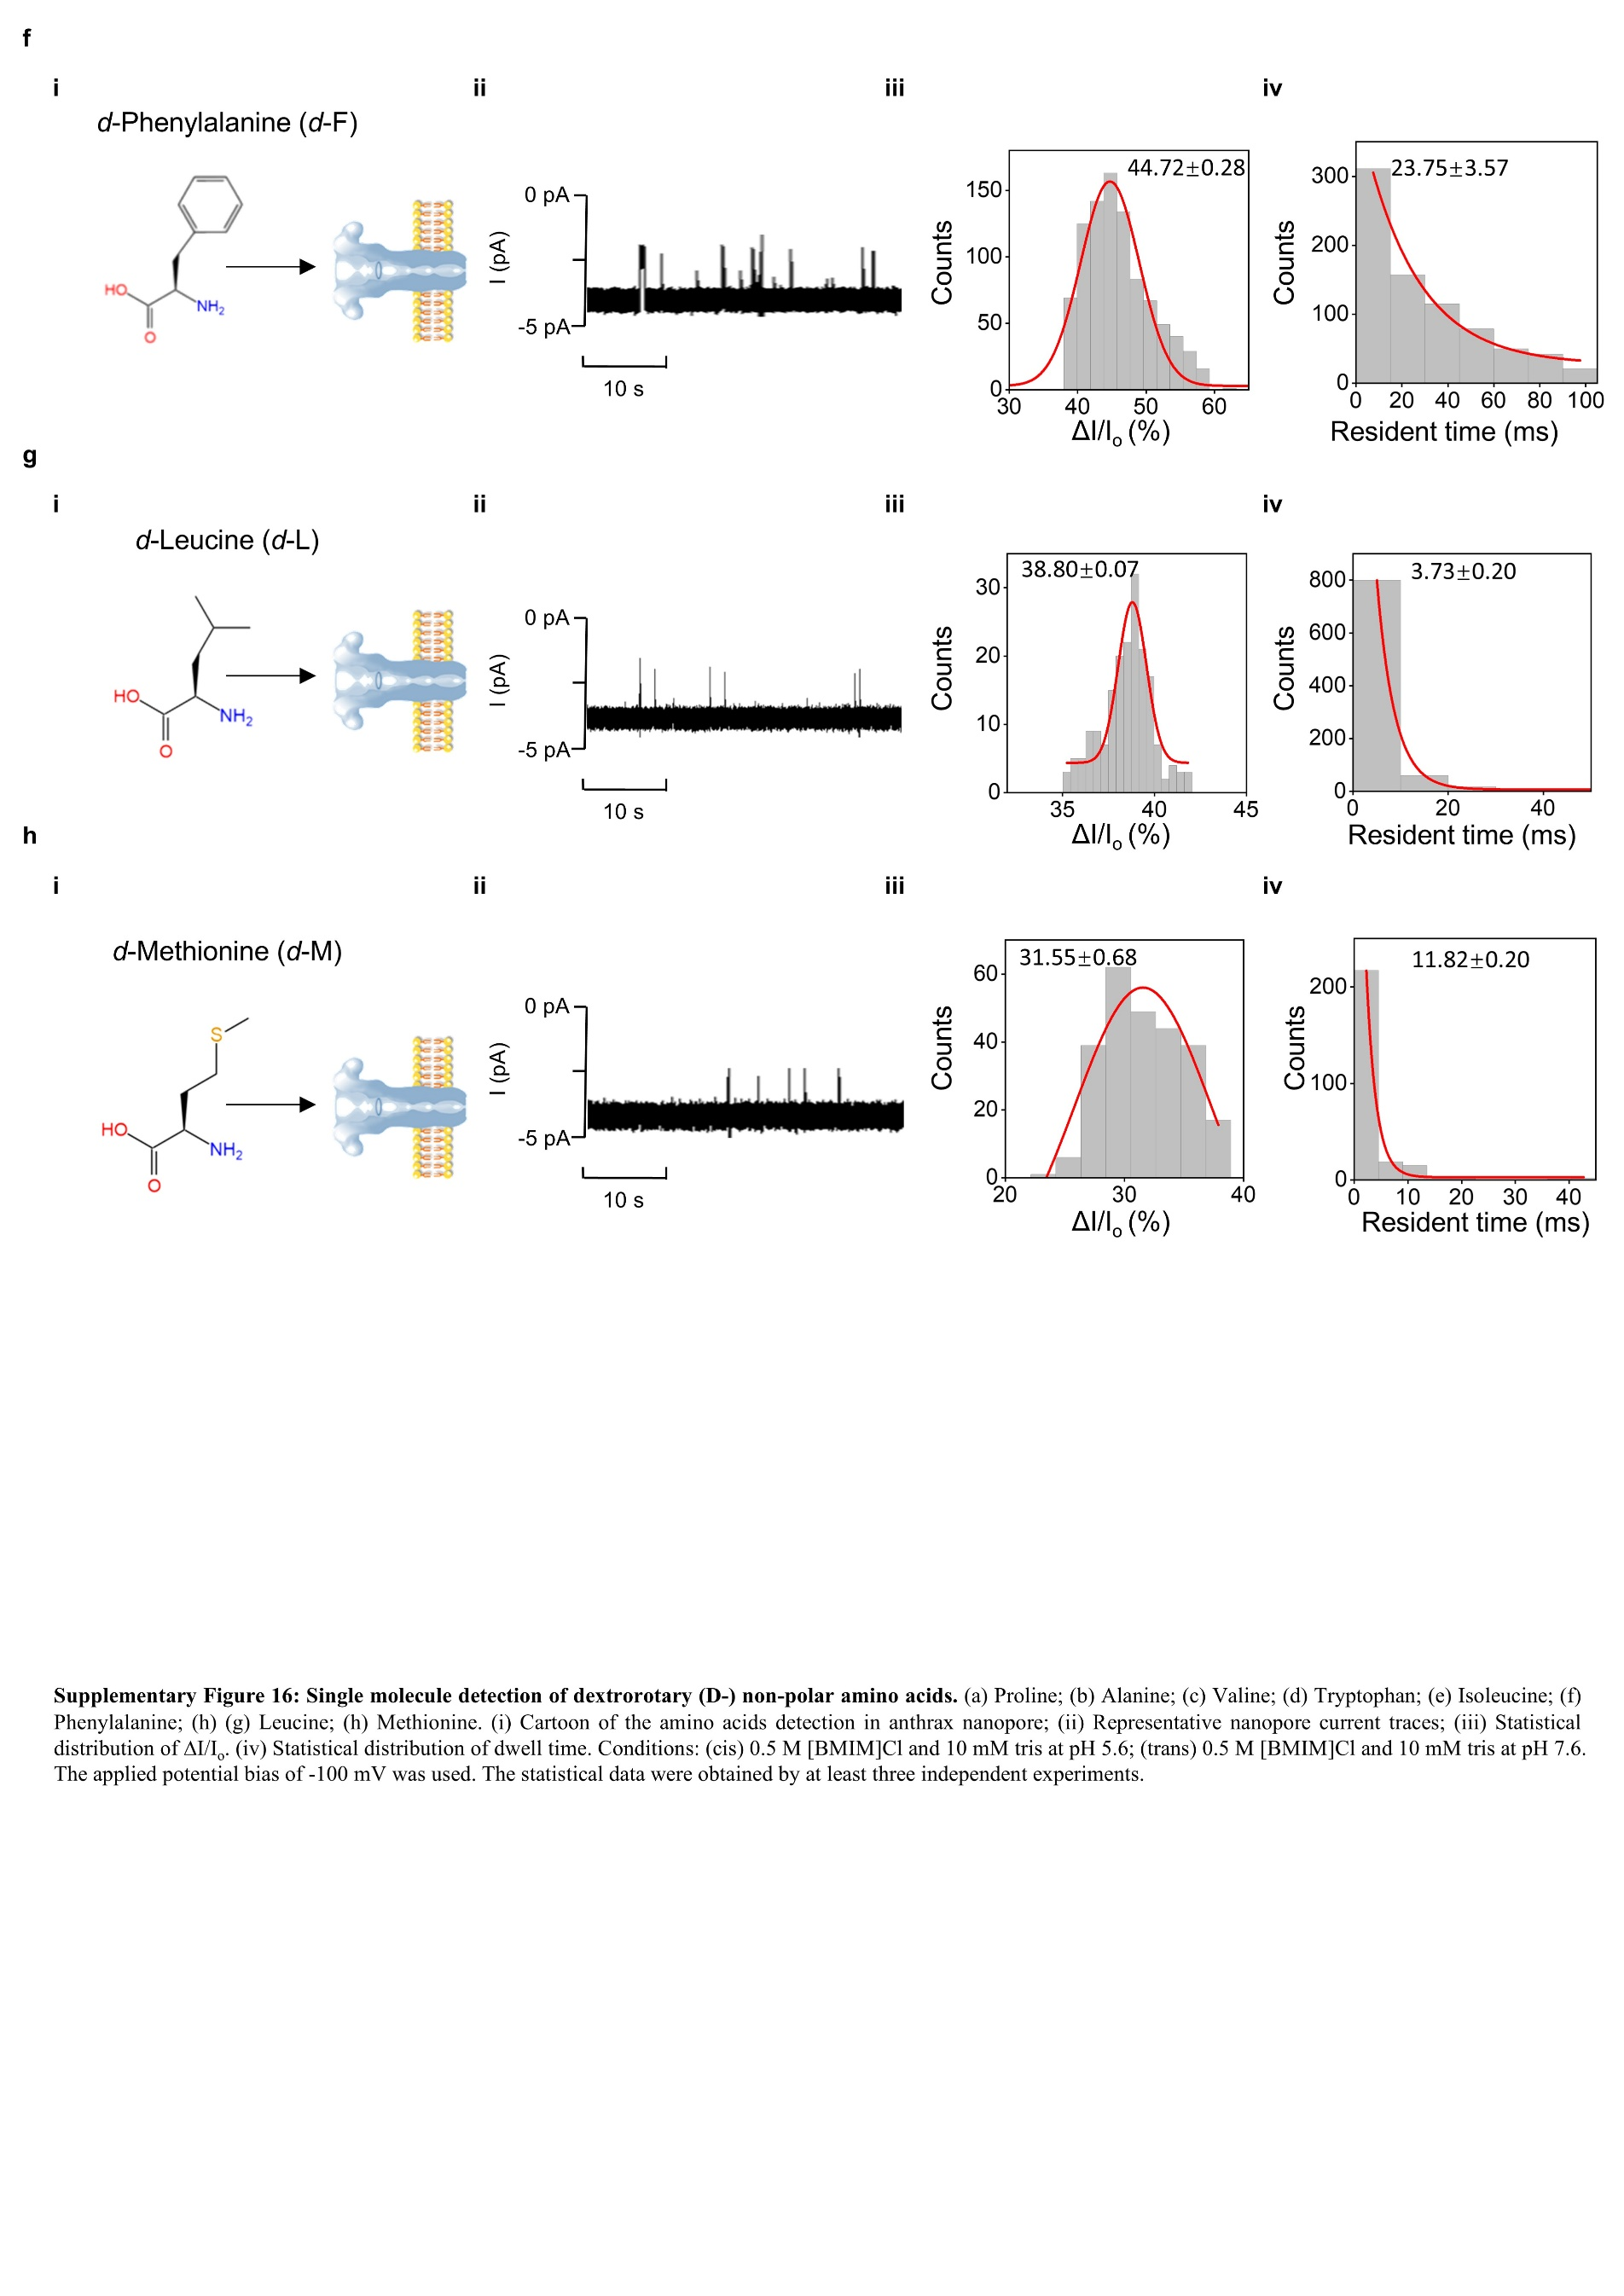 f
i
ii
iii
iv
d-Phenylalanine (d-F)
HO
NH2
O
0 pA
I (pA)
-5 pA
10 s
44.72±0.28
150
100
50
0
Counts
30 40 50 60
ΔI/Io (%)
23.75±3.57
300
200
100
0
Counts
0 20 40 60 80 100
Resident time (ms)
g
i
ii
iii
iv
d-Leucine (d-L)
HO
NH2
O
0 pA
I (pA)
-5 pA
10 s
38.80±0.07
30
20
10
0
Counts
35 40 45
ΔI/Io (%)
3.73±0.20
800
600
400
200
0
Counts
0 20 40
Resident time (ms)
h
i
ii
iii
iv
d-Methionine (d-M)
S
HO
NH2
O
0 pA
I (pA)
-5 pA
10 s
31.55±0.68
60
40
20
0
Counts
20 30 40
ΔI/Io (%)
11.82±0.20
200
100
0
Counts
0 10 20 30 40
Resident time (ms)
Supplementary Figure 16: Single molecule detection of dextrorotary (D-) non-polar amino acids. (a) Proline; (b) Alanine; (c) Valine; (d) Tryptophan; (e) Isoleucine; (f)
Phenylalanine; (h) (g) Leucine; (h) Methionine. (i) Cartoon of the amino acids detection in anthrax nanopore; (ii) Representative nanopore current traces; (iii) Statistical
distribution of ΔI/Io. (iv) Statistical distribution of dwell time. Conditions: (cis) 0.5 M [BMIM]Cl and 10 mM tris at pH 5.6; (trans) 0.5 M [BMIM]Cl and 10 mM tris at pH 7.6.
The applied potential bias of -100 mV was used. The statistical data were obtained by at least three independent experiments.